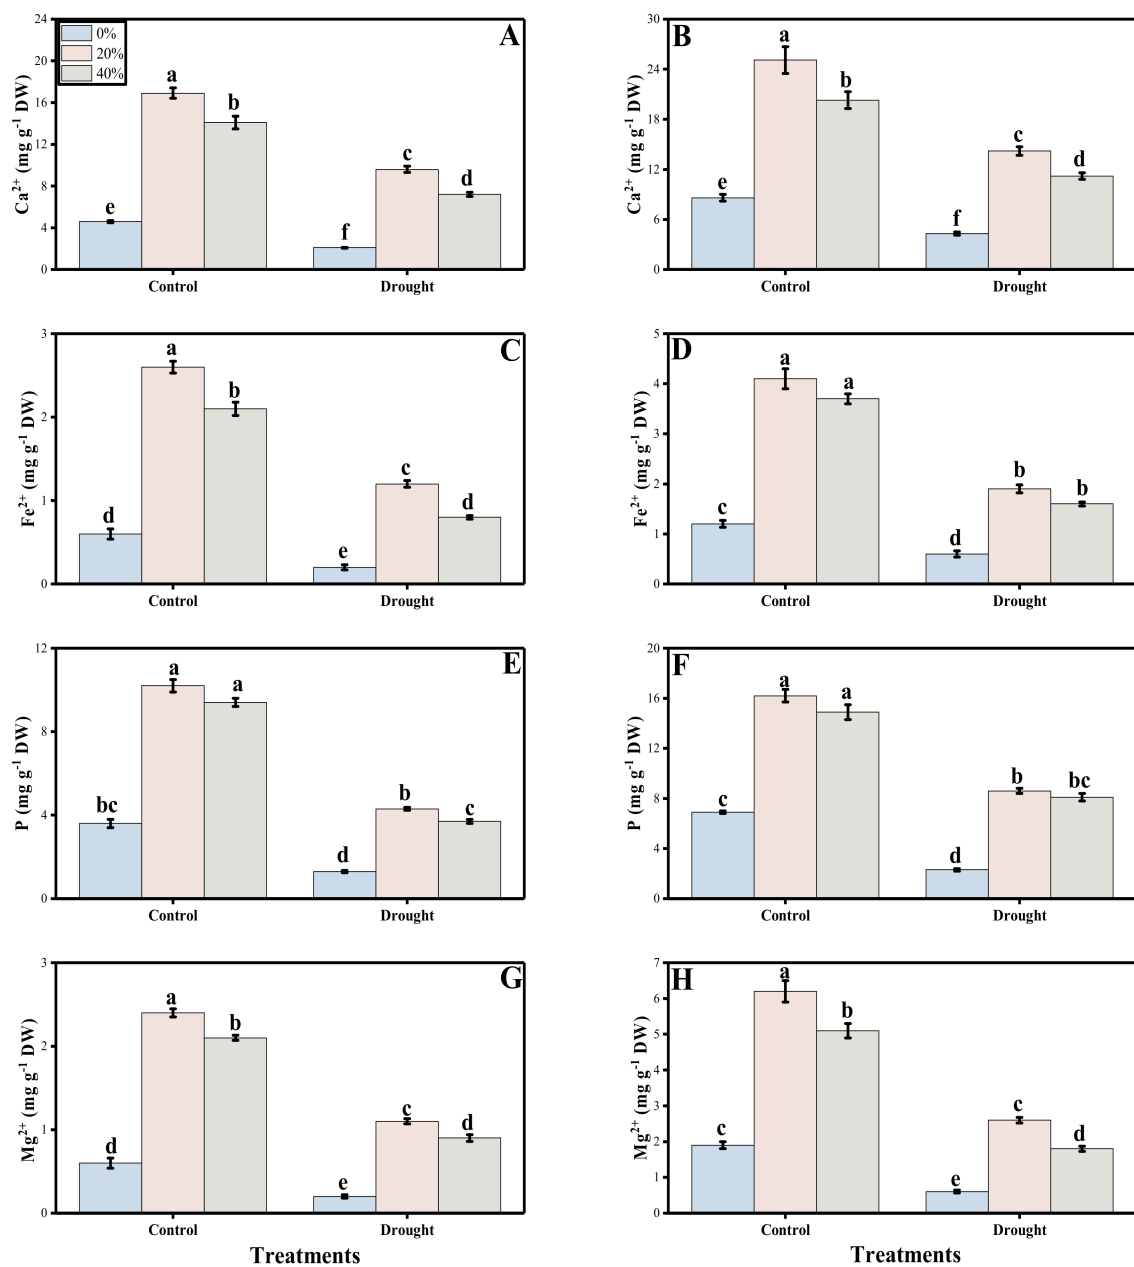 A
0%
20%
40%
24
20
16
12
8
4
0
Ca²⁺ (mg g⁻¹ DW)
e a b f c d
Control Drought
B
30
24
18
12
6
0
Ca²⁺ (mg g⁻¹ DW)
e a b f c d
Control Drought
C
3
2
1
0
Fe²⁺ (mg g⁻¹ DW)
d a b e c d
Control Drought
D
5
4
3
2
1
0
Fe²⁺ (mg g⁻¹ DW)
c a a d b b
Control Drought
E
12
8
4
0
P (mg g⁻¹ DW)
bc a a d b c
Control Drought
F
20
16
12
8
4
0
P (mg g⁻¹ DW)
c a a d b bc
Control Drought
G
3
2
1
0
Mg²⁺ (mg g⁻¹ DW)
d a b e c d
Control Drought
Treatments
H
7
6
5
4
3
2
1
0
Mg²⁺ (mg g⁻¹ DW)
c a b e c d
Control Drought
Treatments